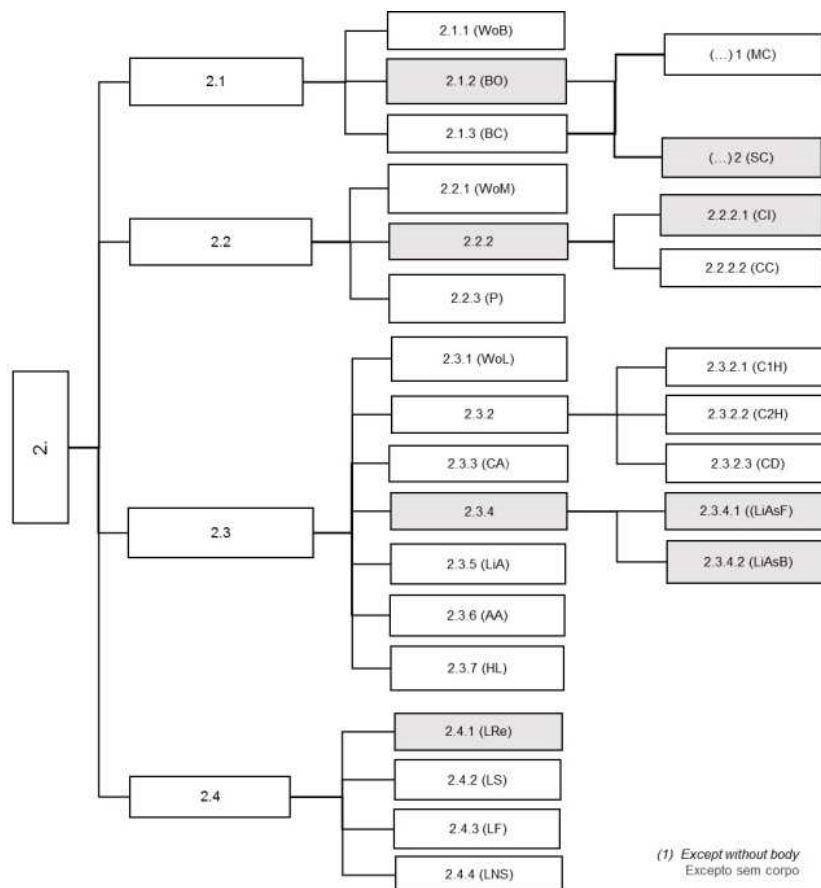 2.
2.1
2.1.1 (WoB)
2.1.2 (BO)
2.1.3 (BC)
(...) 1 (MC)
(...) 2 (SC)
2.2
2.2.1 (WoM)
2.2.2
2.2.3 (P)
2.2.2.1 (CI)
2.2.2.2 (CC)
2.3
2.3.1 (WoL)
2.3.2
2.3.3 (CA)
2.3.4
2.3.5 (LiA)
2.3.6 (AA)
2.3.7 (HL)
2.3.2.1 (C1H)
2.3.2.2 (C2H)
2.3.2.3 (CD)
2.3.4.1 ((LiAsF)
2.3.4.2 (LiAsB)
2.4
2.4.1 (LRe)
2.4.2 (LS)
2.4.3 (LF)
2.4.4 (LNS)
(1) Except without body
Excepto sem corpo